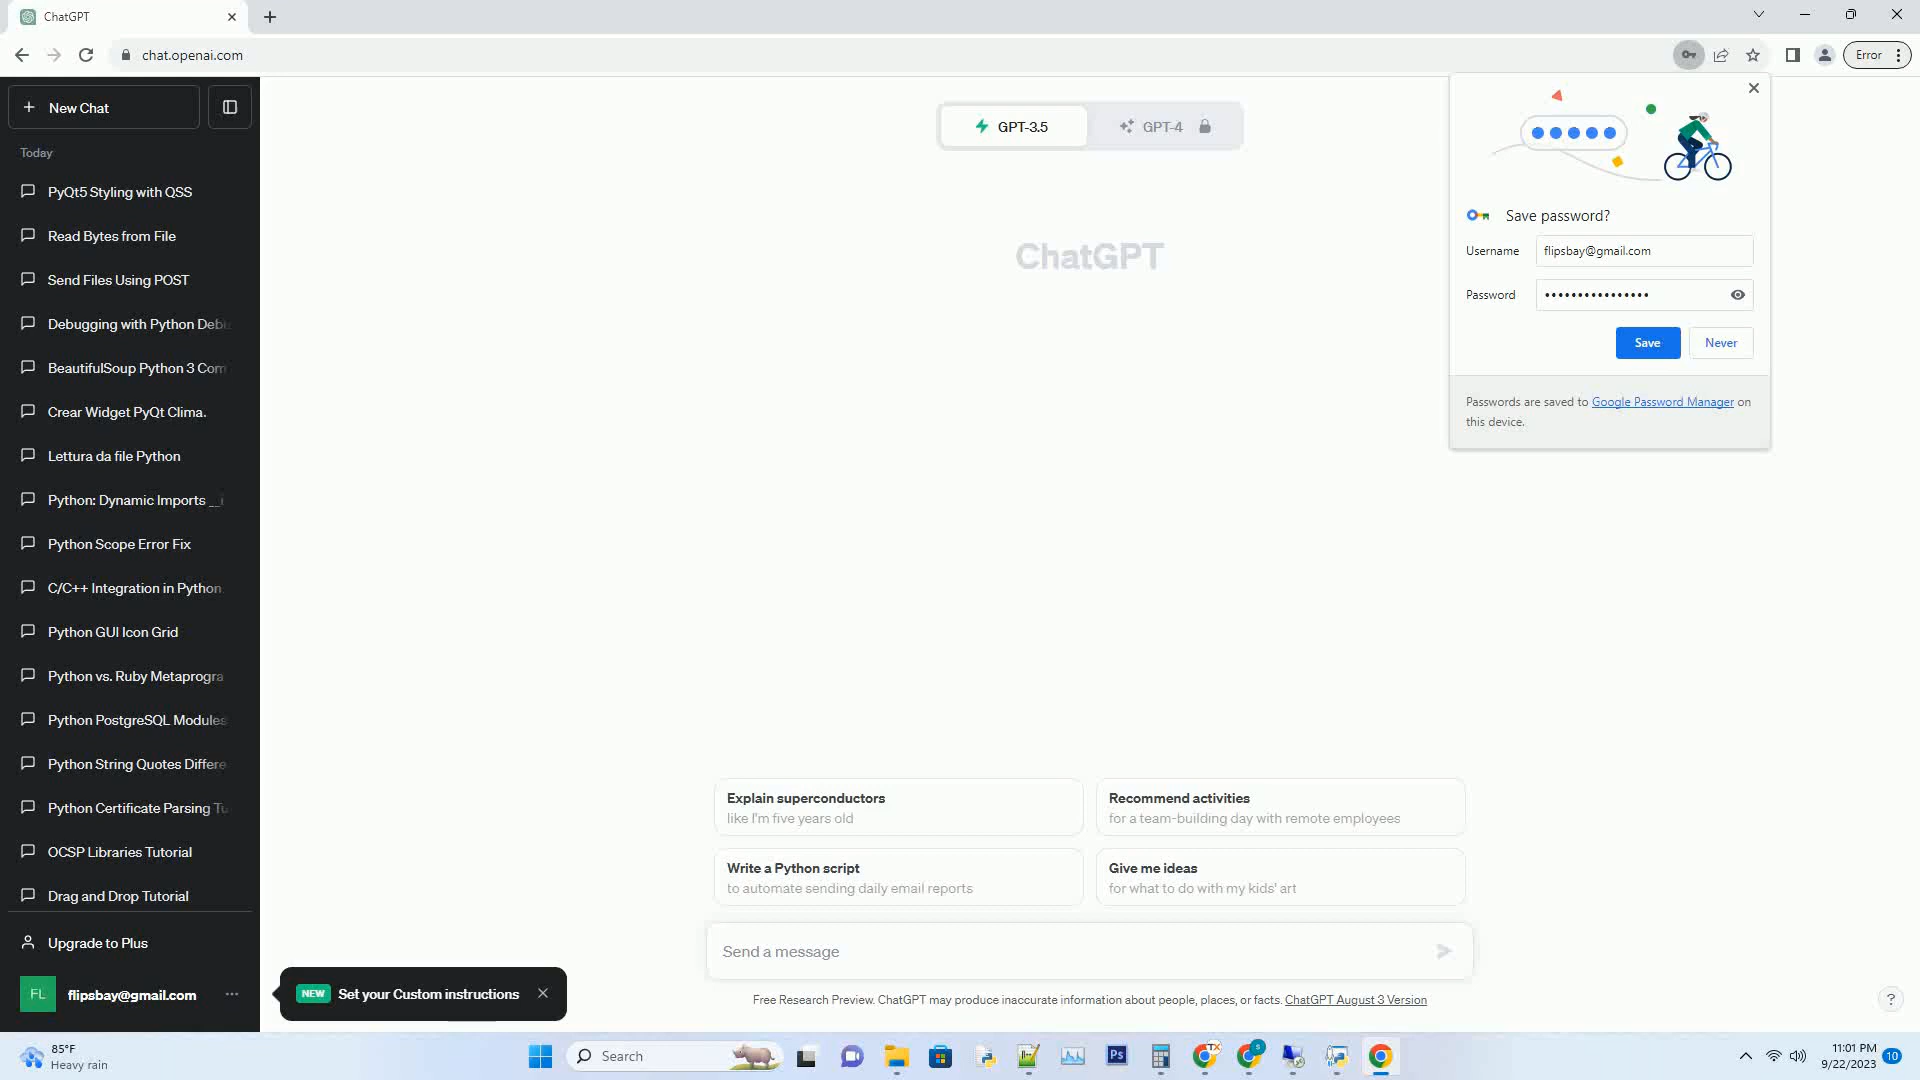 ChatGPT
chat.openai.com
Error
New Chat
Today
PyQt5 Styling with QSS
Read Bytes from File
Send Files Using POST
Debugging with Python Debu
BeautifulSoup Python 3 Com
Crear Widget PyQt Clima.
Lettura da file Python
Python: Dynamic Imports __i
Python Scope Error Fix
C/C++ Integration in Python
Python GUI Icon Grid
Python vs. Ruby Metaprogra
Python PostgreSQL Modules
Python String Quotes Differe
Python Certificate Parsing Tu
OCSP Libraries Tutorial
Drag and Drop Tutorial
Upgrade to Plus
FL
flipsbay@gmail.com
NEW Set your Custom instructions
GPT-3.5
GPT-4
ChatGPT
Save password?
Username flipsbay@gmail.com
Password ••••••••••••••••
Save
Never
Passwords are saved to Google Password Manager on
this device.
Explain superconductors
like I'm five years old
Recommend activities
for a team-building day with remote employees
Write a Python script
to automate sending daily email reports
Give me ideas
for what to do with my kids' art
Send a message
Free Research Preview. ChatGPT may produce inaccurate information about people, places, or facts. ChatGPT August 3 Version
?
85°F
Heavy rain
Search
Ps
TX
S
11:01 PM
9/22/2023
10